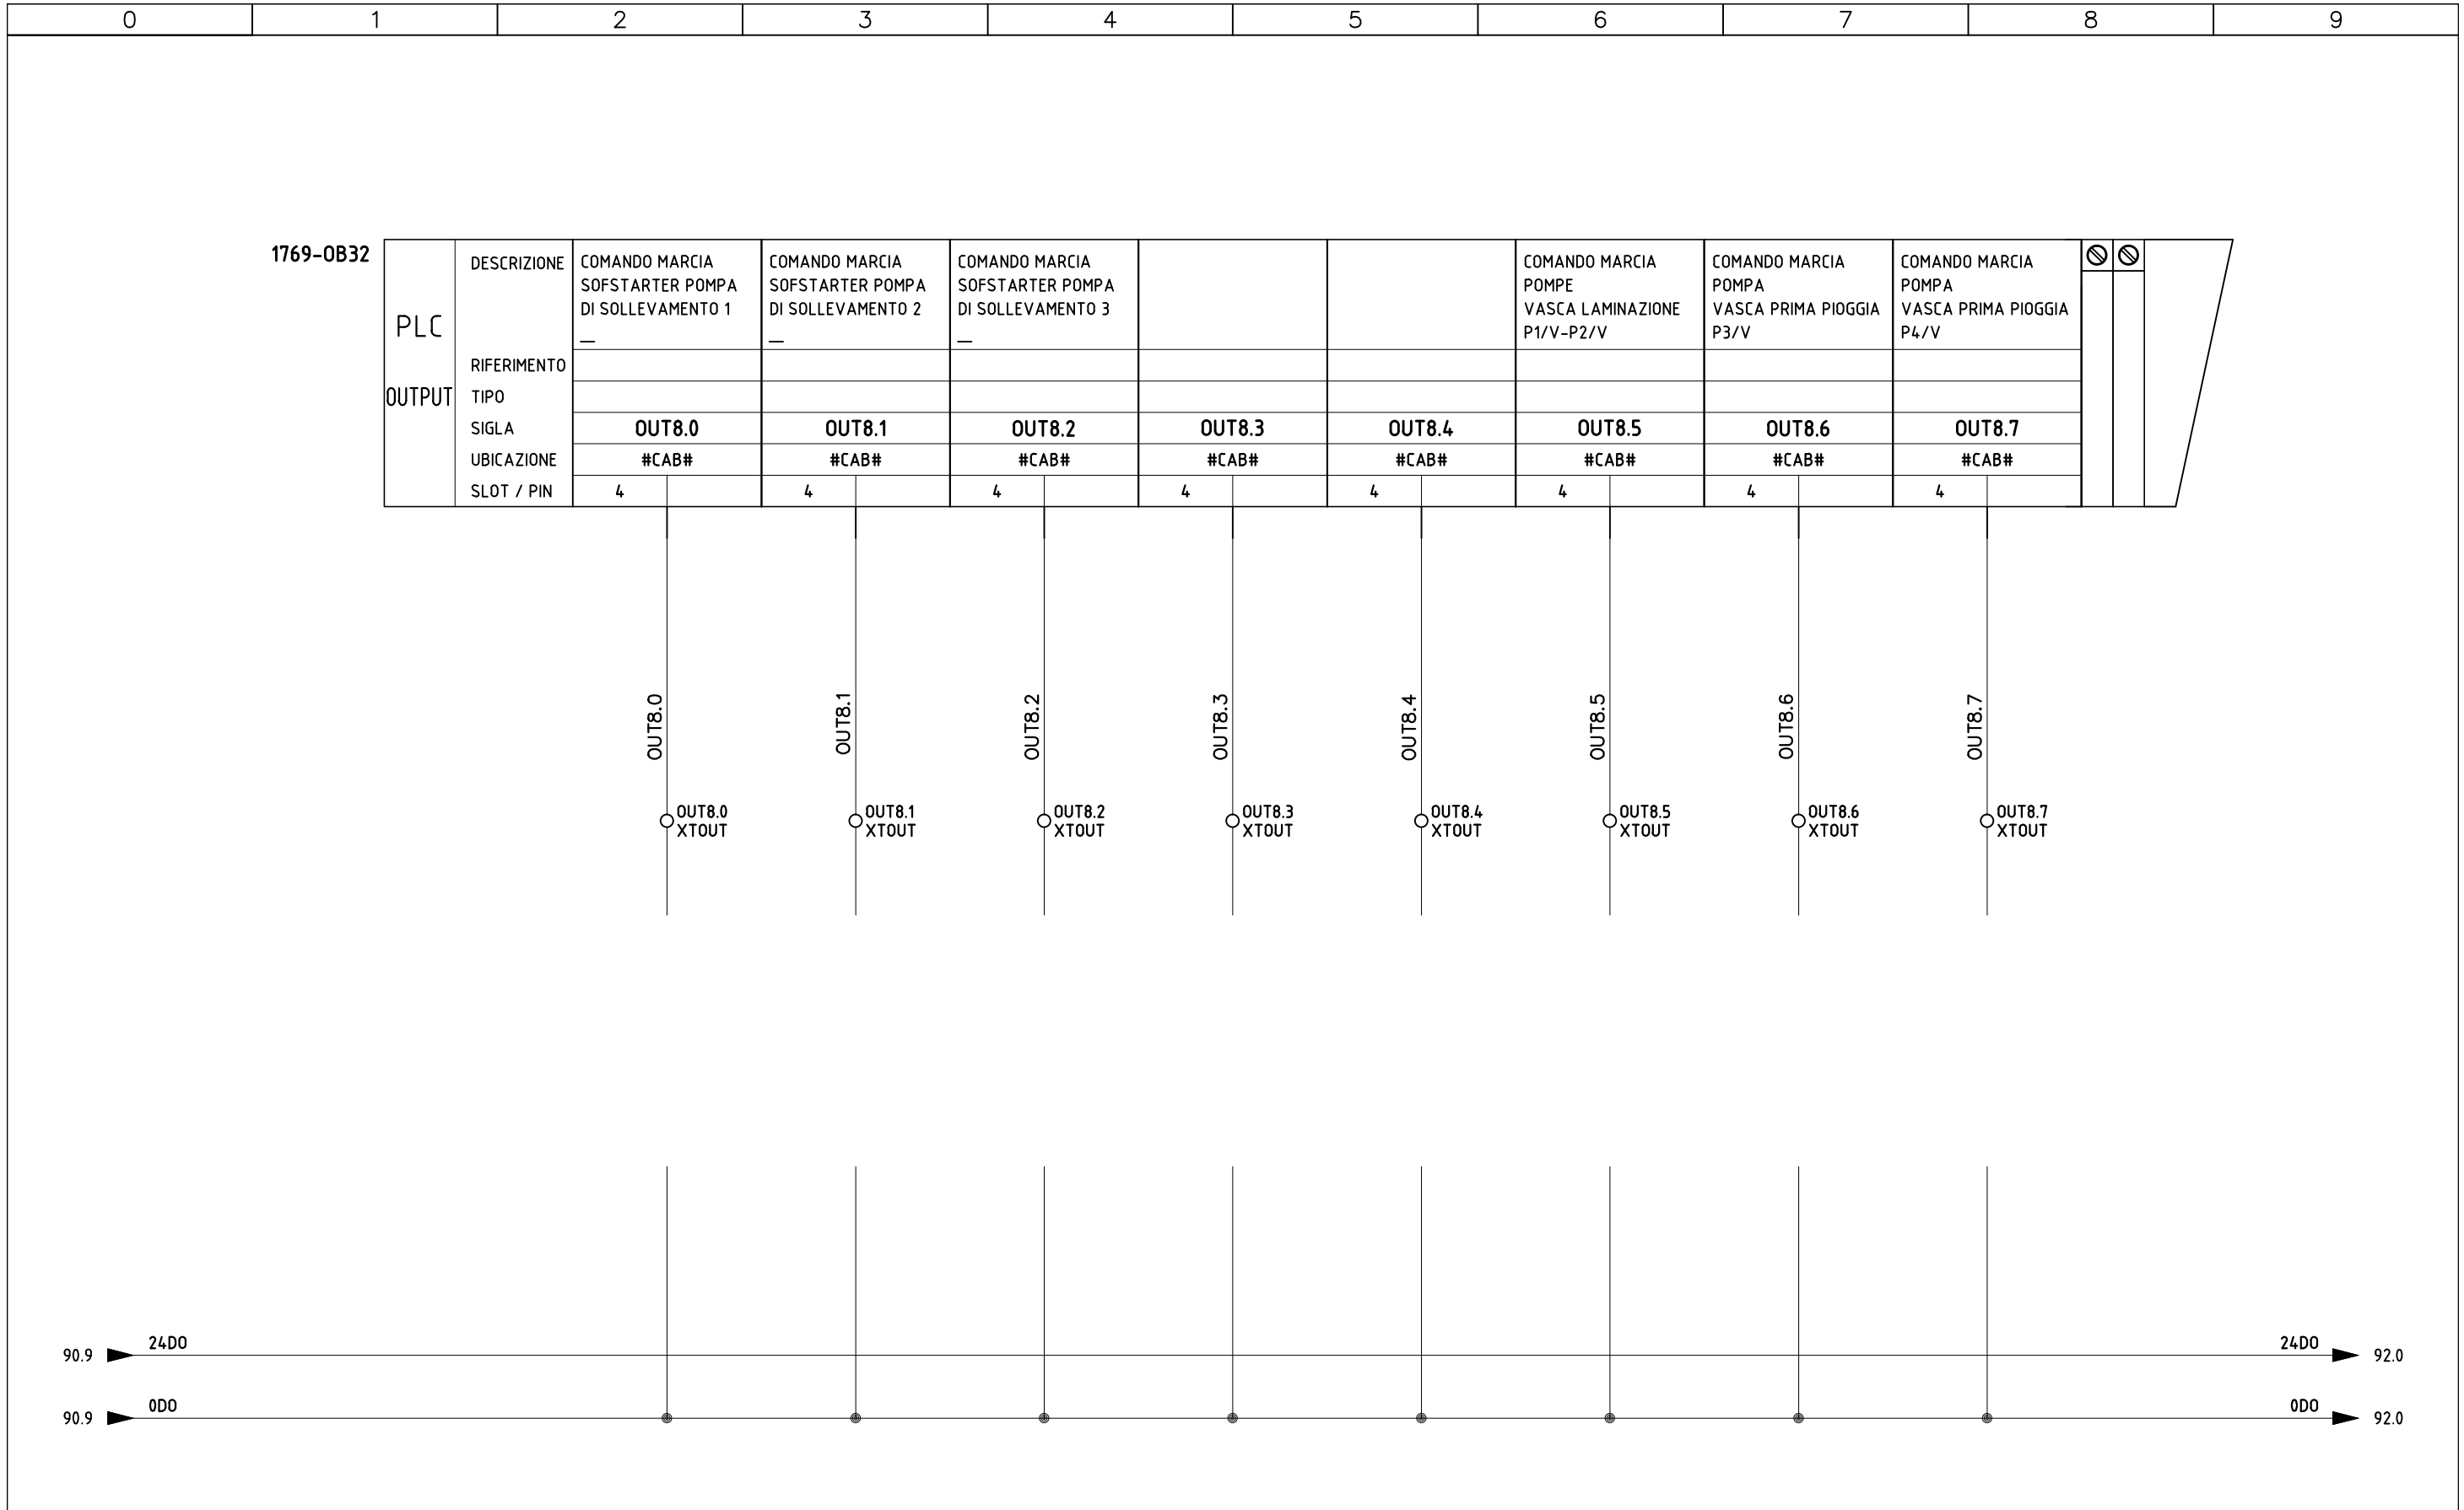 0 1 2 3 4 5 6 7 8 9
1769-OB32
PLC
OUTPUT
DESCRIZIONE
COMANDO MARCIA
SOFSTARTER POMPA
DI SOLLEVAMENTO 1
_
COMANDO MARCIA
SOFSTARTER POMPA
DI SOLLEVAMENTO 2
_
COMANDO MARCIA
SOFSTARTER POMPA
DI SOLLEVAMENTO 3
_
COMANDO MARCIA
POMPE
VASCA LAMINAZIONE
P1/V-P2/V
COMANDO MARCIA
POMPA
VASCA PRIMA PIOGGIA
P3/V
COMANDO MARCIA
POMPA
VASCA PRIMA PIOGGIA
P4/V
RIFERIMENTO
TIPO
SIGLA OUT8.0 OUT8.1 OUT8.2 OUT8.3 OUT8.4 OUT8.5 OUT8.6 OUT8.7
UBICAZIONE #CAB# #CAB# #CAB# #CAB# #CAB# #CAB# #CAB# #CAB#
SLOT / PIN 4 4 4 4 4 4 4 4
OUT8.0
OUT8.1
OUT8.2
OUT8.3
OUT8.4
OUT8.5
OUT8.6
OUT8.7
OUT8.0
XTOUT
OUT8.1
XTOUT
OUT8.2
XTOUT
OUT8.3
XTOUT
OUT8.4
XTOUT
OUT8.5
XTOUT
OUT8.6
XTOUT
OUT8.7
XTOUT
24DO 24DO
90.9 92.0
0DO 0DO
90.9 92.0